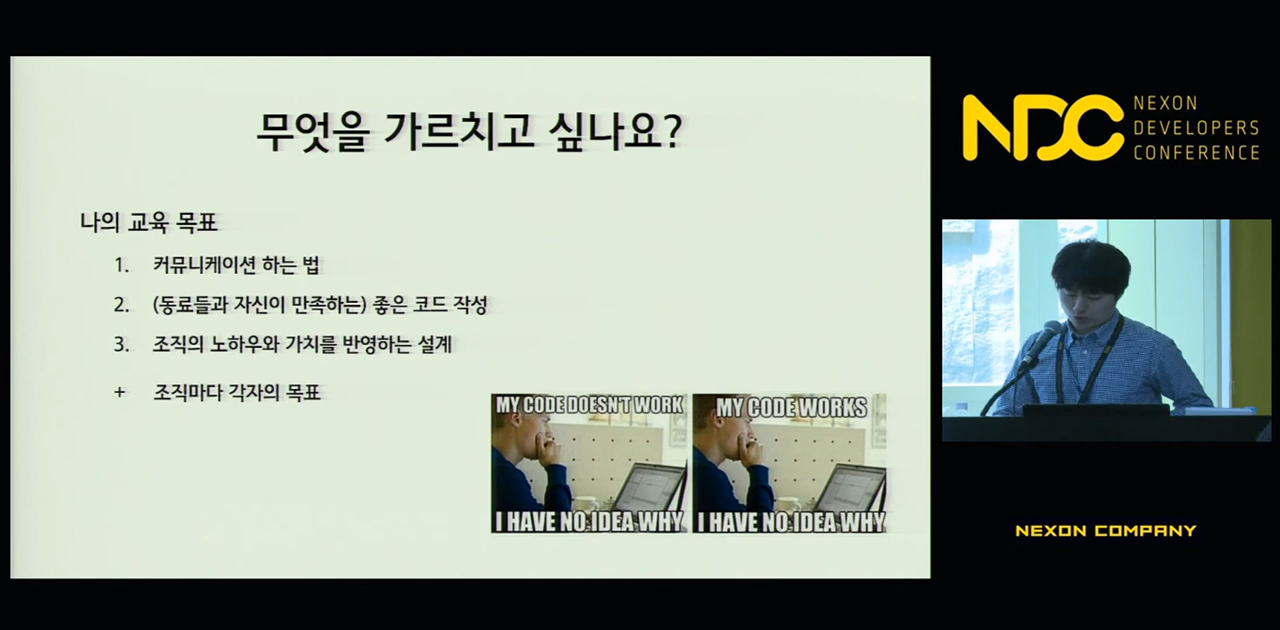 무엇을 가르치고 싶나요?
나의 교육 목표
1. 커뮤니케이션 하는 법
2. (동료들과 자신이 만족하는) 좋은 코드 작성
3. 조직의 노하우와 가치를 반영하는 설계
+ 조직마다 각자의 목표
MY CODE DOESN'T WORK
I HAVE NO IDEA WHY
MY CODE WORKS
I HAVE NO IDEA WHY
NDC
NEXON
DEVELOPERS
CONFERENCE
NEXON COMPANY